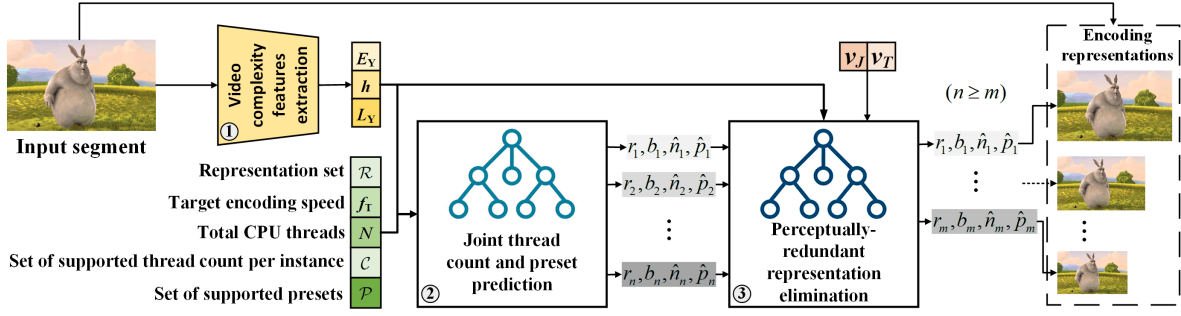 Input segment
Video
complexity
features
extraction
①
E_Y
h
L_Y
Representation set ℛ
Target encoding speed f_T
Total CPU threads N
Set of supported thread count per instance 𝒞
Set of supported presets 𝒫
Joint thread
count and preset
prediction
②
r_1, b_1, n̂_1, p̂_1
r_2, b_2, n̂_2, p̂_2
⋮
r_n, b_n, n̂_n, p̂_n
v_J v_T
Perceptually-
redundant
representation
elimination
③
(n ≥ m)
r_1, b_1, n̂_1, p̂_1
⋮
r_m, b_m, n̂_m, p̂_m
Encoding
representations
⋮